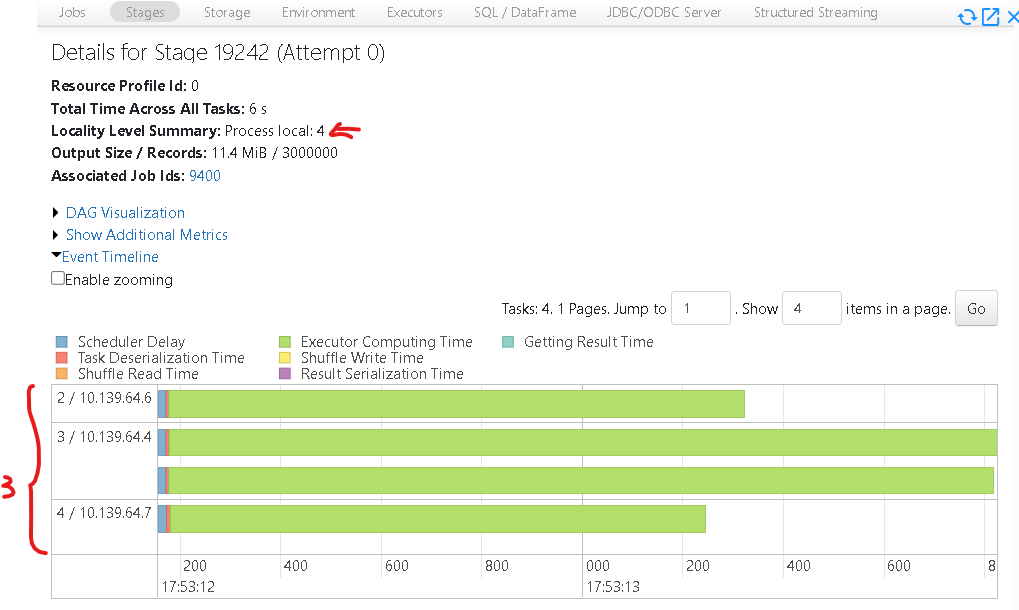 Jobs Stages Storage Environment Executors SQL / DataFrame JDBC/ODBC Server Structured Streaming
Details for Stage 19242 (Attempt 0)
Resource Profile Id: 0
Total Time Across All Tasks: 6 s
Locality Level Summary: Process local: 4
Output Size / Records: 11.4 MiB / 3000000
Associated Job Ids: 9400
DAG Visualization
Show Additional Metrics
Event Timeline
Enable zooming
Tasks: 4. 1 Pages. Jump to 1 . Show 4 items in a page. Go
Scheduler Delay Executor Computing Time Getting Result Time
Task Deserialization Time Shuffle Write Time
Shuffle Read Time Result Serialization Time
2 / 10.139.64.6
3 / 10.139.64.4
3
4 / 10.139.64.7
200 400 600 800 000 200 400 600 8
17:53:12 17:53:13